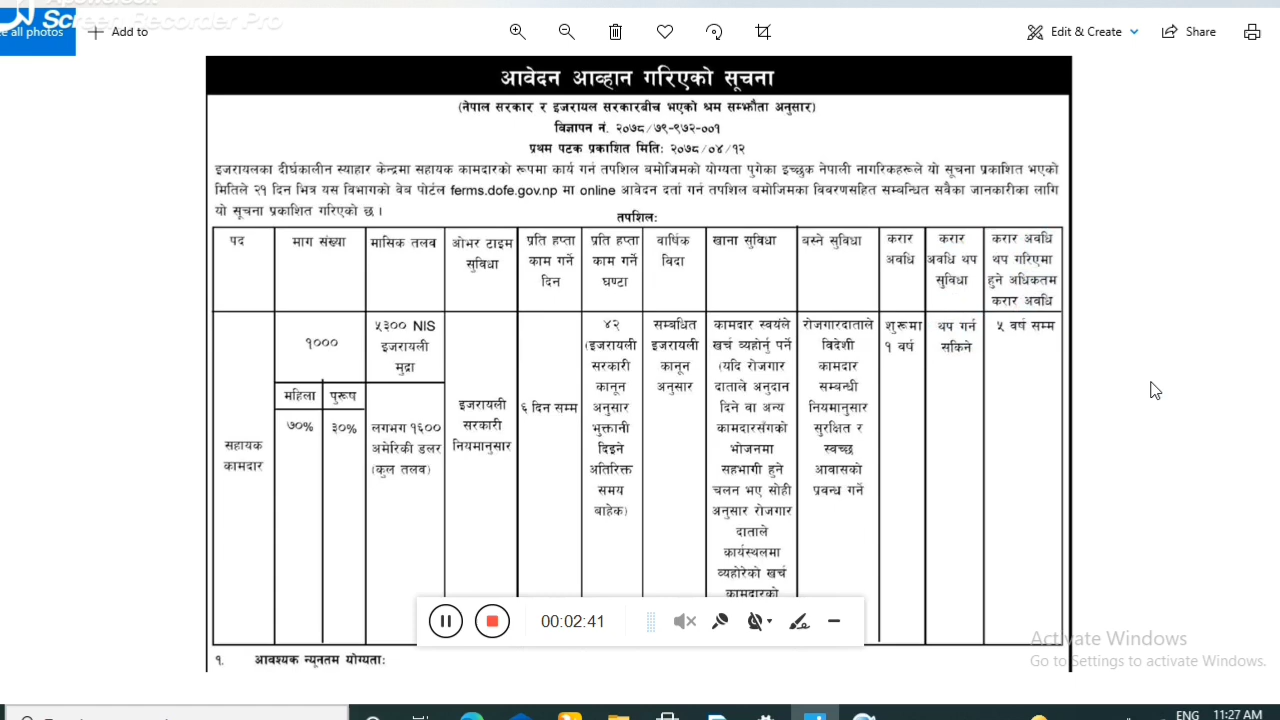 Screen Recorder Pro
e all photos
Add to
Edit & Create
Share
आवेदन आव्हान गरिएको सूचना
(नेपाल सरकार र इजरायल सरकारबीच भएको श्रम सम्झौता अनुसार)
विज्ञापन नं. २०७८/७९-९७२-००१
प्रथम पटक प्रकाशित मिति: २०७८/०४/१२
इजरायलका दीर्घकालीन स्याहार केन्द्रमा सहायक कामदारको रूपमा कार्य गर्न तपशिल बमोजिमको योग्यता पुगेका इच्छुक नेपाली नागरिकहरूले यो सूचना प्रकाशित भएको
मितिले २१ दिन भित्र यस विभागको वेब पोर्टल ferms.dofe.gov.np मा online आवेदन दर्ता गर्न तपशिल बमोजिमका विवरणसहित सम्बन्धित सवैका जानकारीका लागि
यो सूचना प्रकाशित गरिएको छ ।
तपशिल:
पद
माग संख्या
मासिक तलव
ओभर टाइम
सुविधा
प्रति हप्ता
काम गर्ने
दिन
प्रति हप्ता
काम गर्ने
घण्टा
बार्षिक
विदा
खाना सुविधा
बस्ने सुविधा
करार
अवधि
करार
अवधि थप
सुविधा
करार अवधि
थप गरिएमा
हुने अधिकतम
करार अवधि
सहायक
कामदार
१०००
महिला
पुरूष
७०%
३०%
५३०० NIS
इजरायली
मुद्रा
लगभग १६००
अमेरिकी डलर
(कुल तलव)
इजरायली
सरकारी
नियमानुसार
६ दिन सम्म
४२
(इजरायली
सरकारी
कानून
अनुसार
भुक्तानी
दिइने
अतिरिक्त
समय
बाहेक)
सम्बधित
इजरायली
कानून
अनुसार
कामदार स्वयंले
खर्च व्यहोर्नु पर्ने
(यदि रोजगार
दाताले अनुदान
दिने वा अन्य
कामदारसँगको
भोजनमा
सहभागी हुने
चलन भए सोही
अनुसार रोजगार
दाताले
कार्यस्थलमा
व्यहोरेको खर्च
कामदारको
रोजगारदाताले
विदेशी
कामदार
सम्बन्धी
नियमानुसार
सुरक्षित र
स्वच्छ
आवासको
प्रबन्ध गर्ने
शुरूमा
१ वर्ष
थप गर्न
सकिने
५ वर्ष सम्म
00:02:41
Activate Windows
Go to Settings to activate Windows.
१. आवश्यक न्यूनतम योग्यता:
ENG
11:27 AM